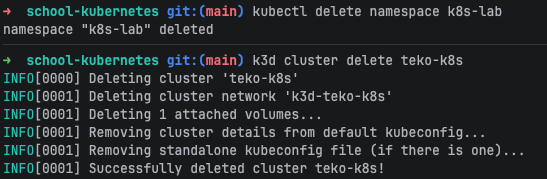 ➜  school-kubernetes git:(main) kubectl delete namespace k8s-lab
namespace "k8s-lab" deleted
➜  school-kubernetes git:(main) k3d cluster delete teko-k8s
INFO[0000] Deleting cluster 'teko-k8s'
INFO[0001] Deleting cluster network 'k3d-teko-k8s'
INFO[0001] Deleting 1 attached volumes...
INFO[0001] Removing cluster details from default kubeconfig...
INFO[0001] Removing standalone kubeconfig file (if there is one)...
INFO[0001] Successfully deleted cluster teko-k8s!